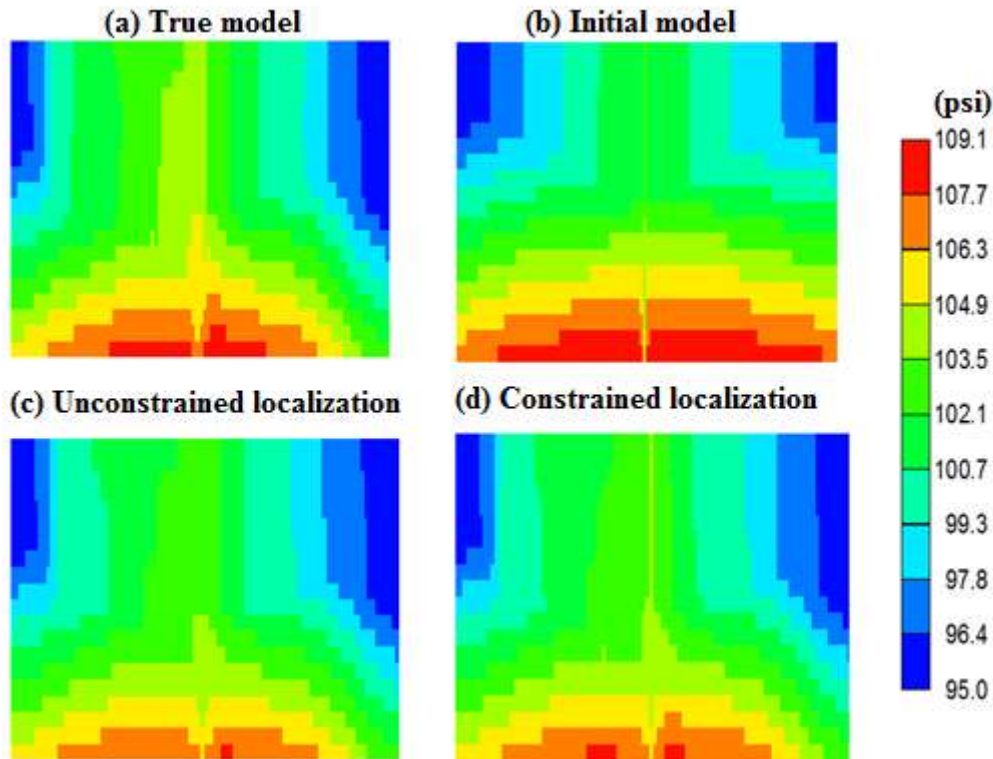 (a) True model
(b) Initial model
(psi)
109.1
107.7
106.3
104.9
103.5
102.1
100.7
99.3
97.8
96.4
95.0
(c) Unconstrained localization
(d) Constrained localization